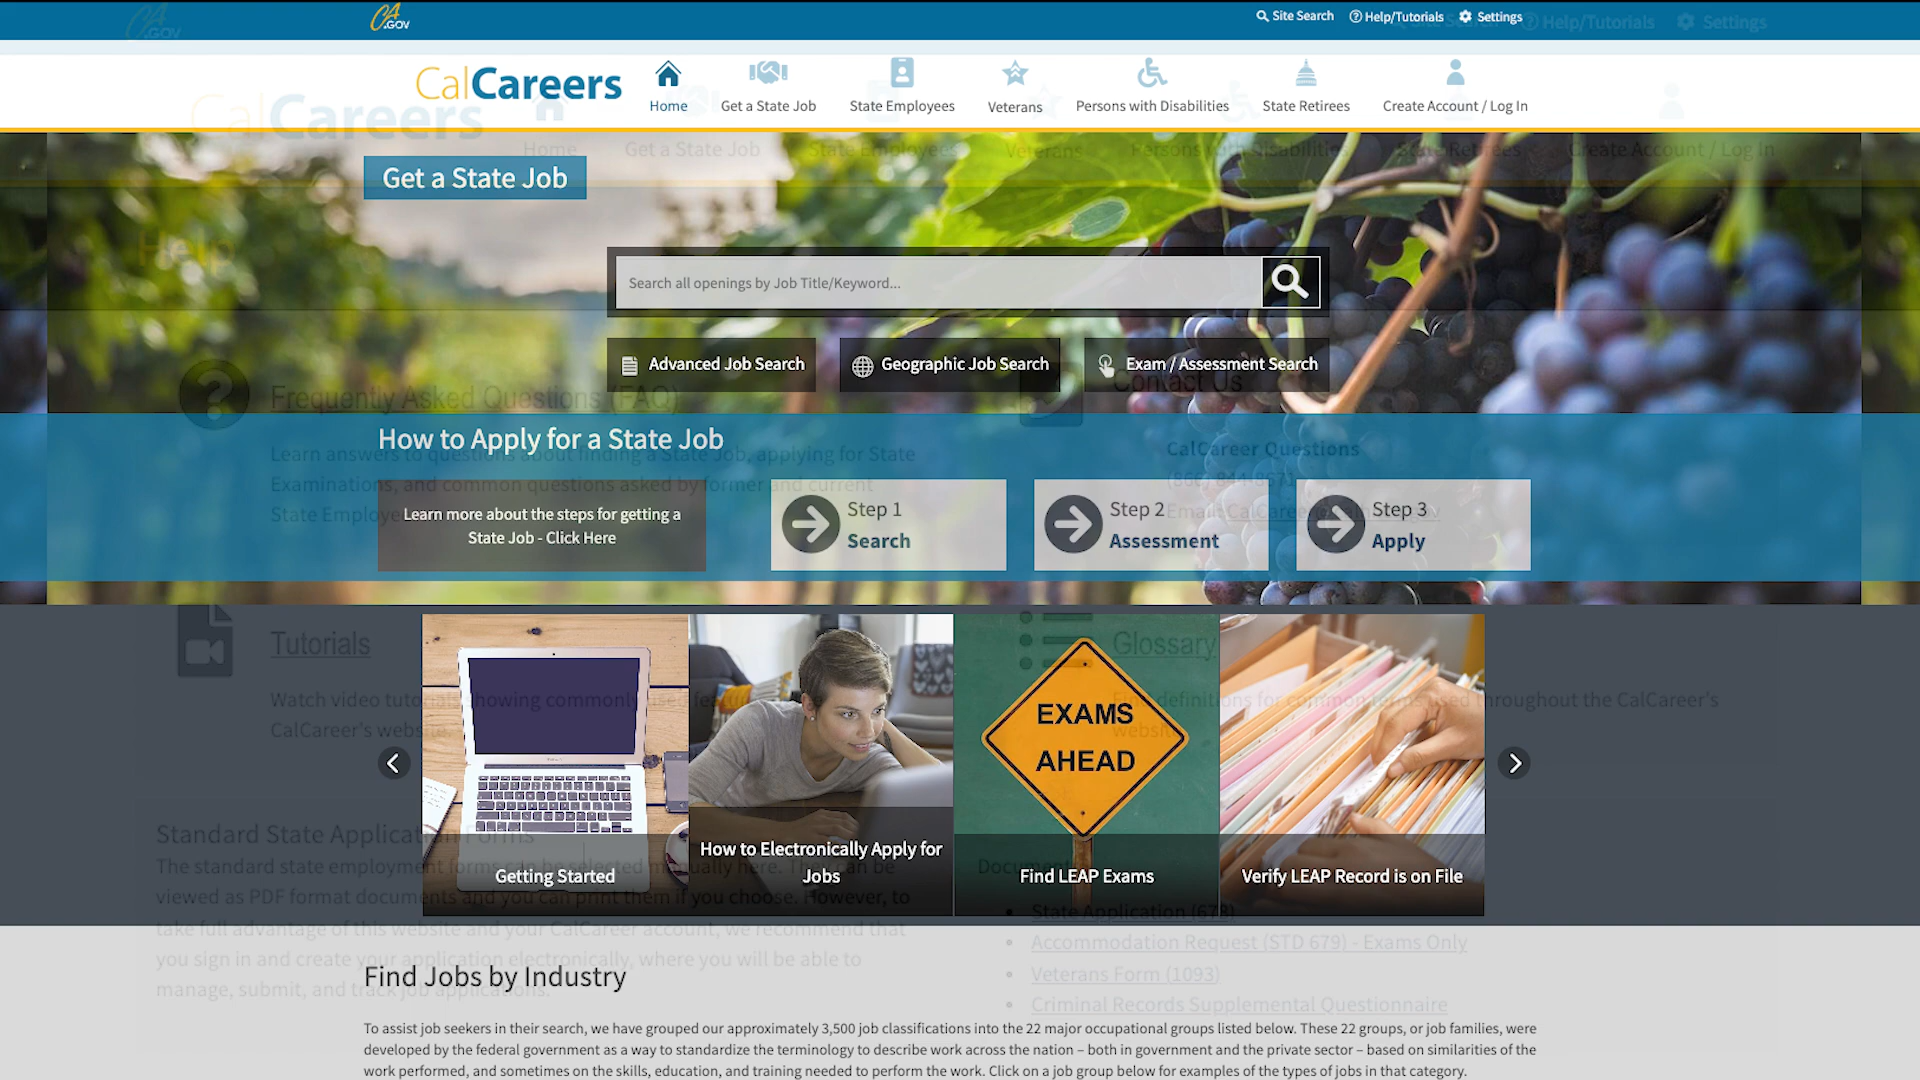 CA
.GOV
Site Search
Help/Tutorials
Settings
Help/Tutorials
Settings
CalCareers
Home
Get a State Job
State Employees
Veterans
Persons with Disabilities
State Retirees
Create Account / Log In
CalCareers
Home
Get a State Job
State Employees
Veterans
Persons with Disabilities
State Retirees
Create Account / Log In
Get a State Job
Help
Search all openings by Job Title/Keyword...
Advanced Job Search
Geographic Job Search
Exam / Assessment Search
Frequently Asked Questions (FAQ)
Contact Us
How to Apply for a State Job
Learn answers to questions about finding a State Job, applying for State
Examinations, and common questions asked by former and current
State Employe
CalCareer Questions
Learn more about the steps for getting a
State Job - Click Here
Step 1
Search
Step 2
Assessment
Step 3
Apply
Tutorials
Watch video tutorials showing commonly used
CalCareer's website.
Glossary
Find definitions for common terms used throughout the CalCareer's
website.
EXAMS
AHEAD
Getting Started
How to Electronically Apply for
Jobs
Find LEAP Exams
Verify LEAP Record is on File
Standard State Application Forms
The standard state employment forms can be selected manually here. They can be
viewed as PDF format documents and you can print them if you choose. However, to
take full advantage of this website and your CalCareer account, we recommend that
you sign in and create your application electronically, where you will be able to
manage, submit, and track job applications.
Documents
State Application (678)
Accommodation Request (STD 679) - Exams Only
Veterans Form (1093)
Criminal Records Supplemental Questionnaire
Find Jobs by Industry
To assist job seekers in their search, we have grouped our approximately 3,500 job classifications into the 22 major occupational groups listed below. These 22 groups, or job families, were
developed by the federal government as a way to standardize the terminology to describe work across the nation – both in government and the private sector – based on similarities of the
work performed, and sometimes on the skills, education, and training needed to perform the work. Click on a job group below for examples of the types of jobs in that category.